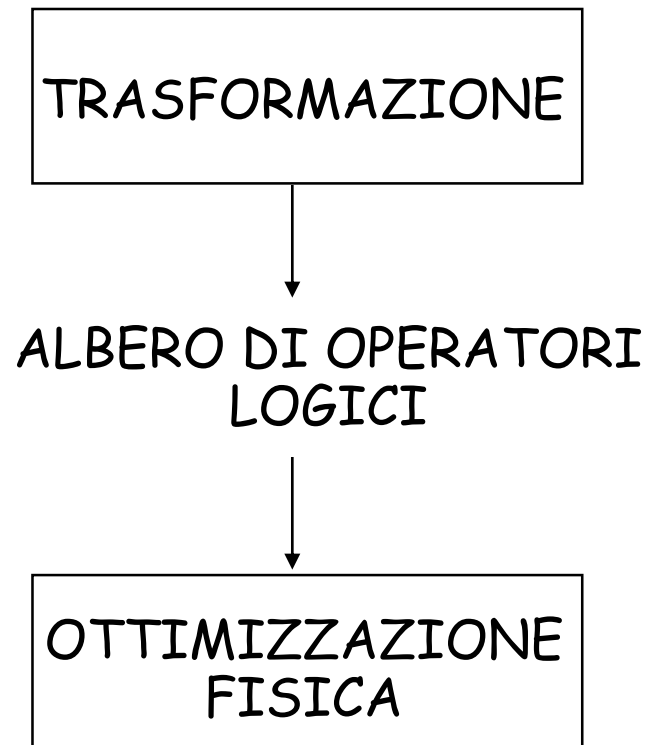 TRASFORMAZIONE
ALBERO DI OPERATORI
LOGICI
OTTIMIZZAZIONE
FISICA